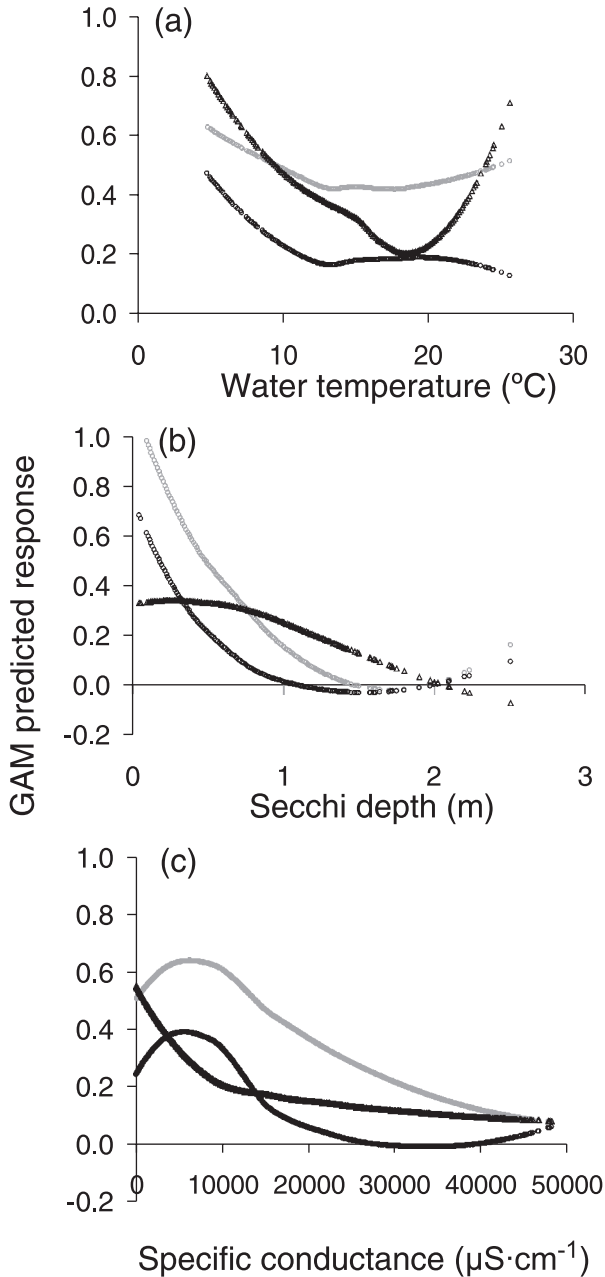 (a)
1.0
0.8
0.6
0.4
0.2
0.0
0 10 20 30
Water temperature (ºC)
GAM predicted response
(b)
1.0
0.8
0.6
0.4
0.2
0.0
-0.2
0 1 2 3
Secchi depth (m)
(c)
1.0
0.8
0.6
0.4
0.2
0.0
-0.2
0 10000 20000 30000 40000 50000
Specific conductance (µS·cm⁻¹)